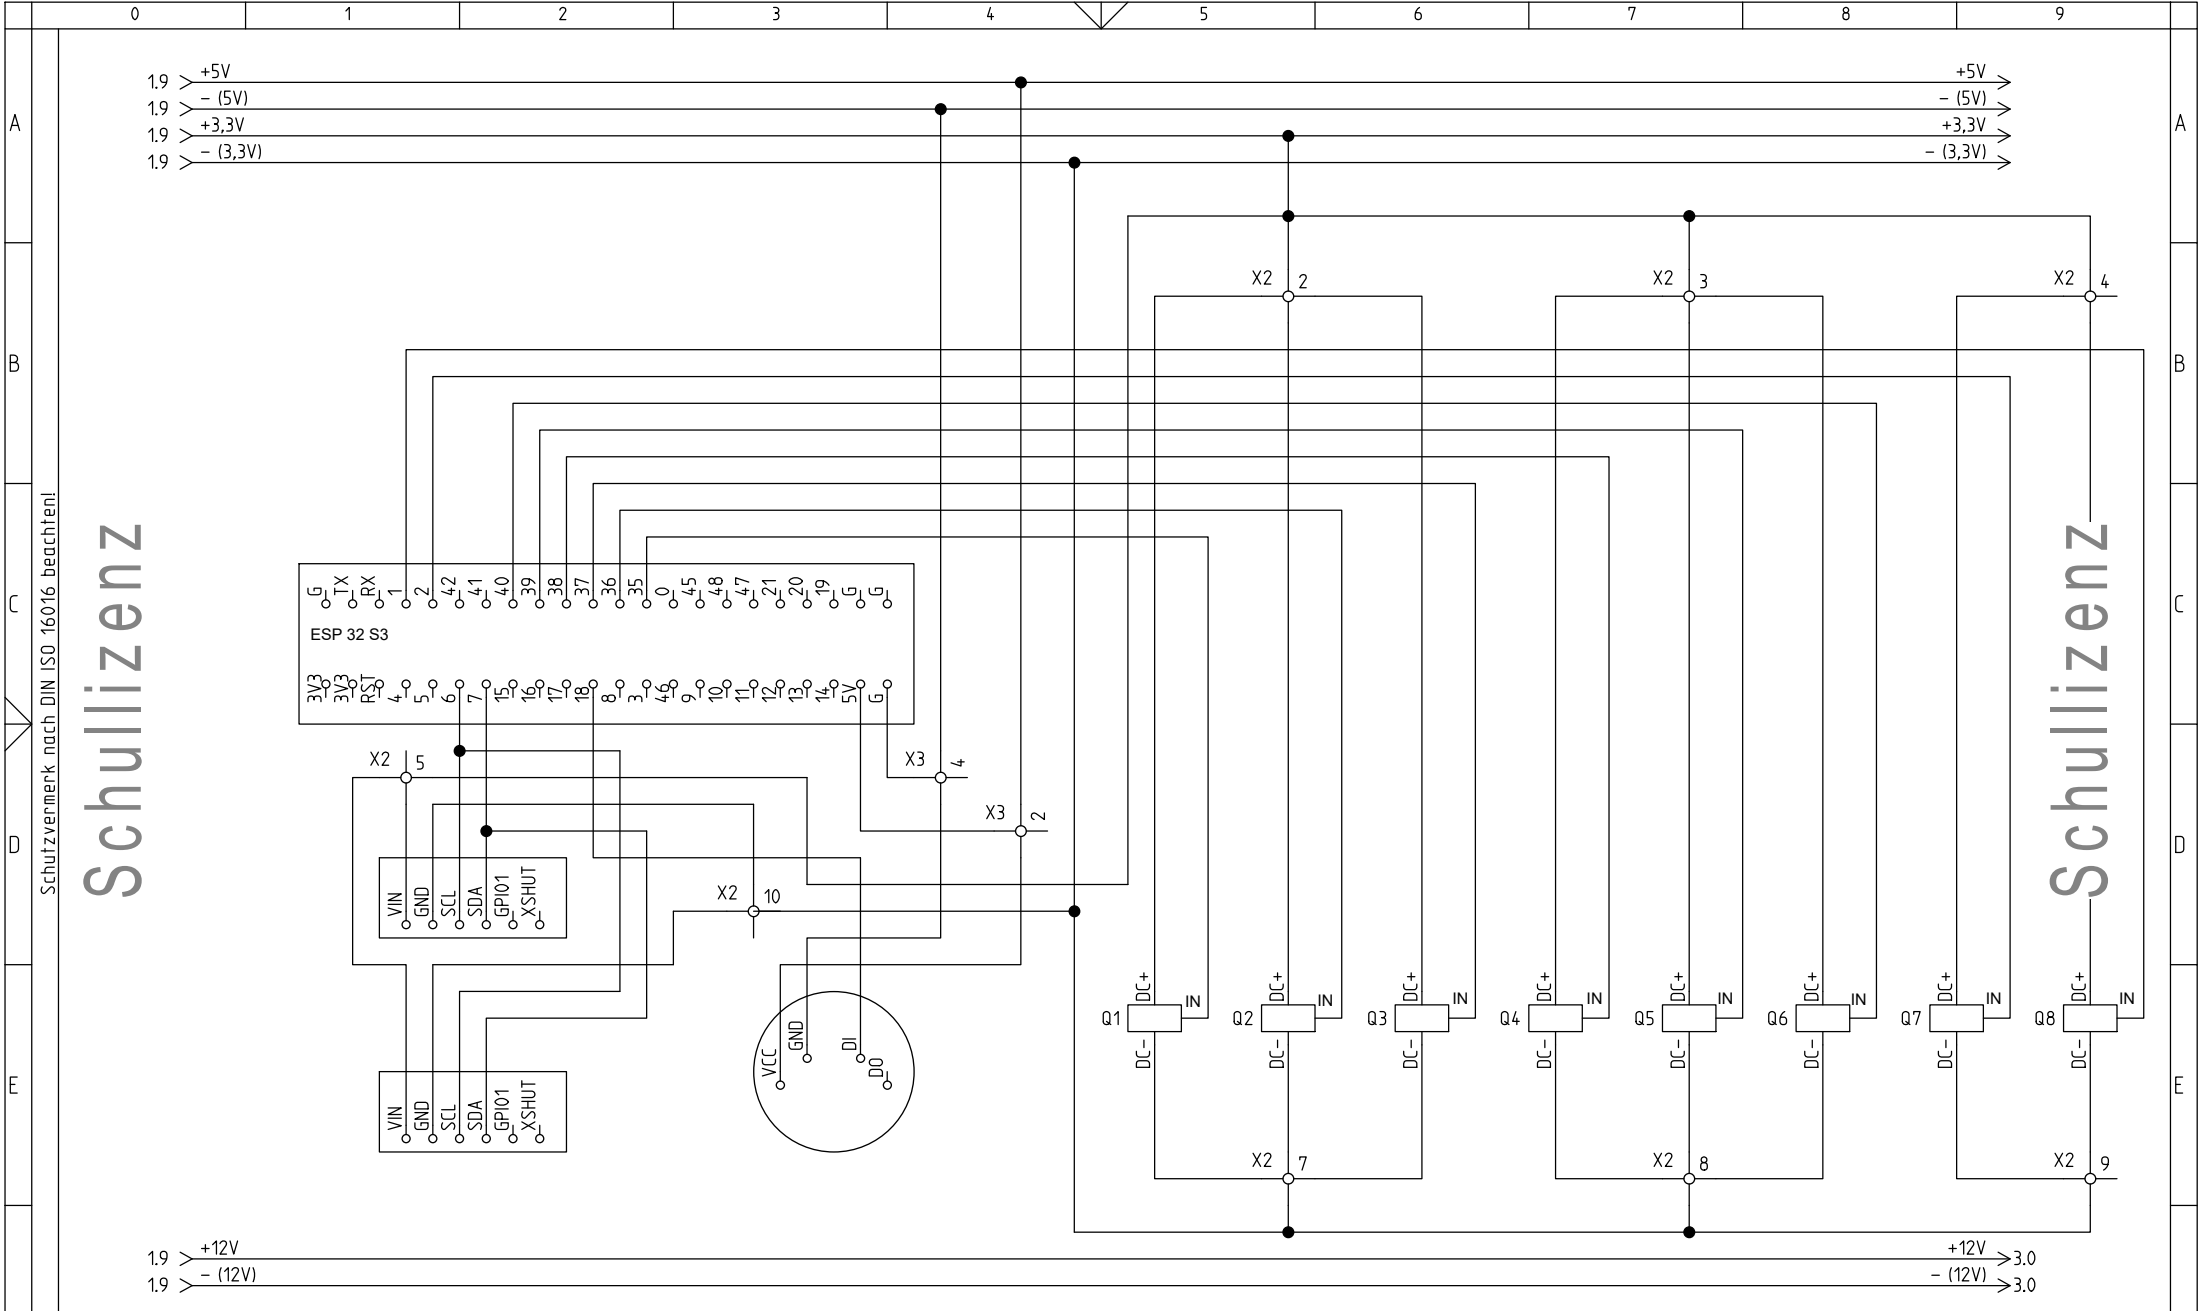 0 1 2 3 4 5 6 7 8 9
1.9 +5V +5V
1.9 - (5V) - (5V)
A A
1.9 +3,3V +3,3V
1.9 - (3,3V) - (3,3V)
X2 2 X2 3 X2 4
B B
Schutzvermerk nach DIN ISO 16016 beachten!
Schullizenz
Schullizenz
G TX RX 1 2 42 41 40 39 38 37 36 35 0 45 48 47 21 20 19 G G
C C
ESP 32 S3
3V3 3V3 RST 4 5 6 7 15 16 17 18 8 3 46 9 10 11 12 13 14 5V G
X2 5 X3 4
X3 2
D D
VIN GND SCL SDA GPIO1 XSHUT
X2 10
DC+ IN DC+ IN DC+ IN DC+ IN DC+ IN DC+ IN DC+ IN DC+ IN
Q1 Q2 Q3 Q4 Q5 Q6 Q7 Q8
DC- DC- DC- DC- DC- DC- DC- DC-
VCC GND DI DO
E E
VIN GND SCL SDA GPIO1 XSHUT
X2 7 X2 8 X2 9
1.9 +12V +12V 3.0
1.9 - (12V) - (12V) 3.0